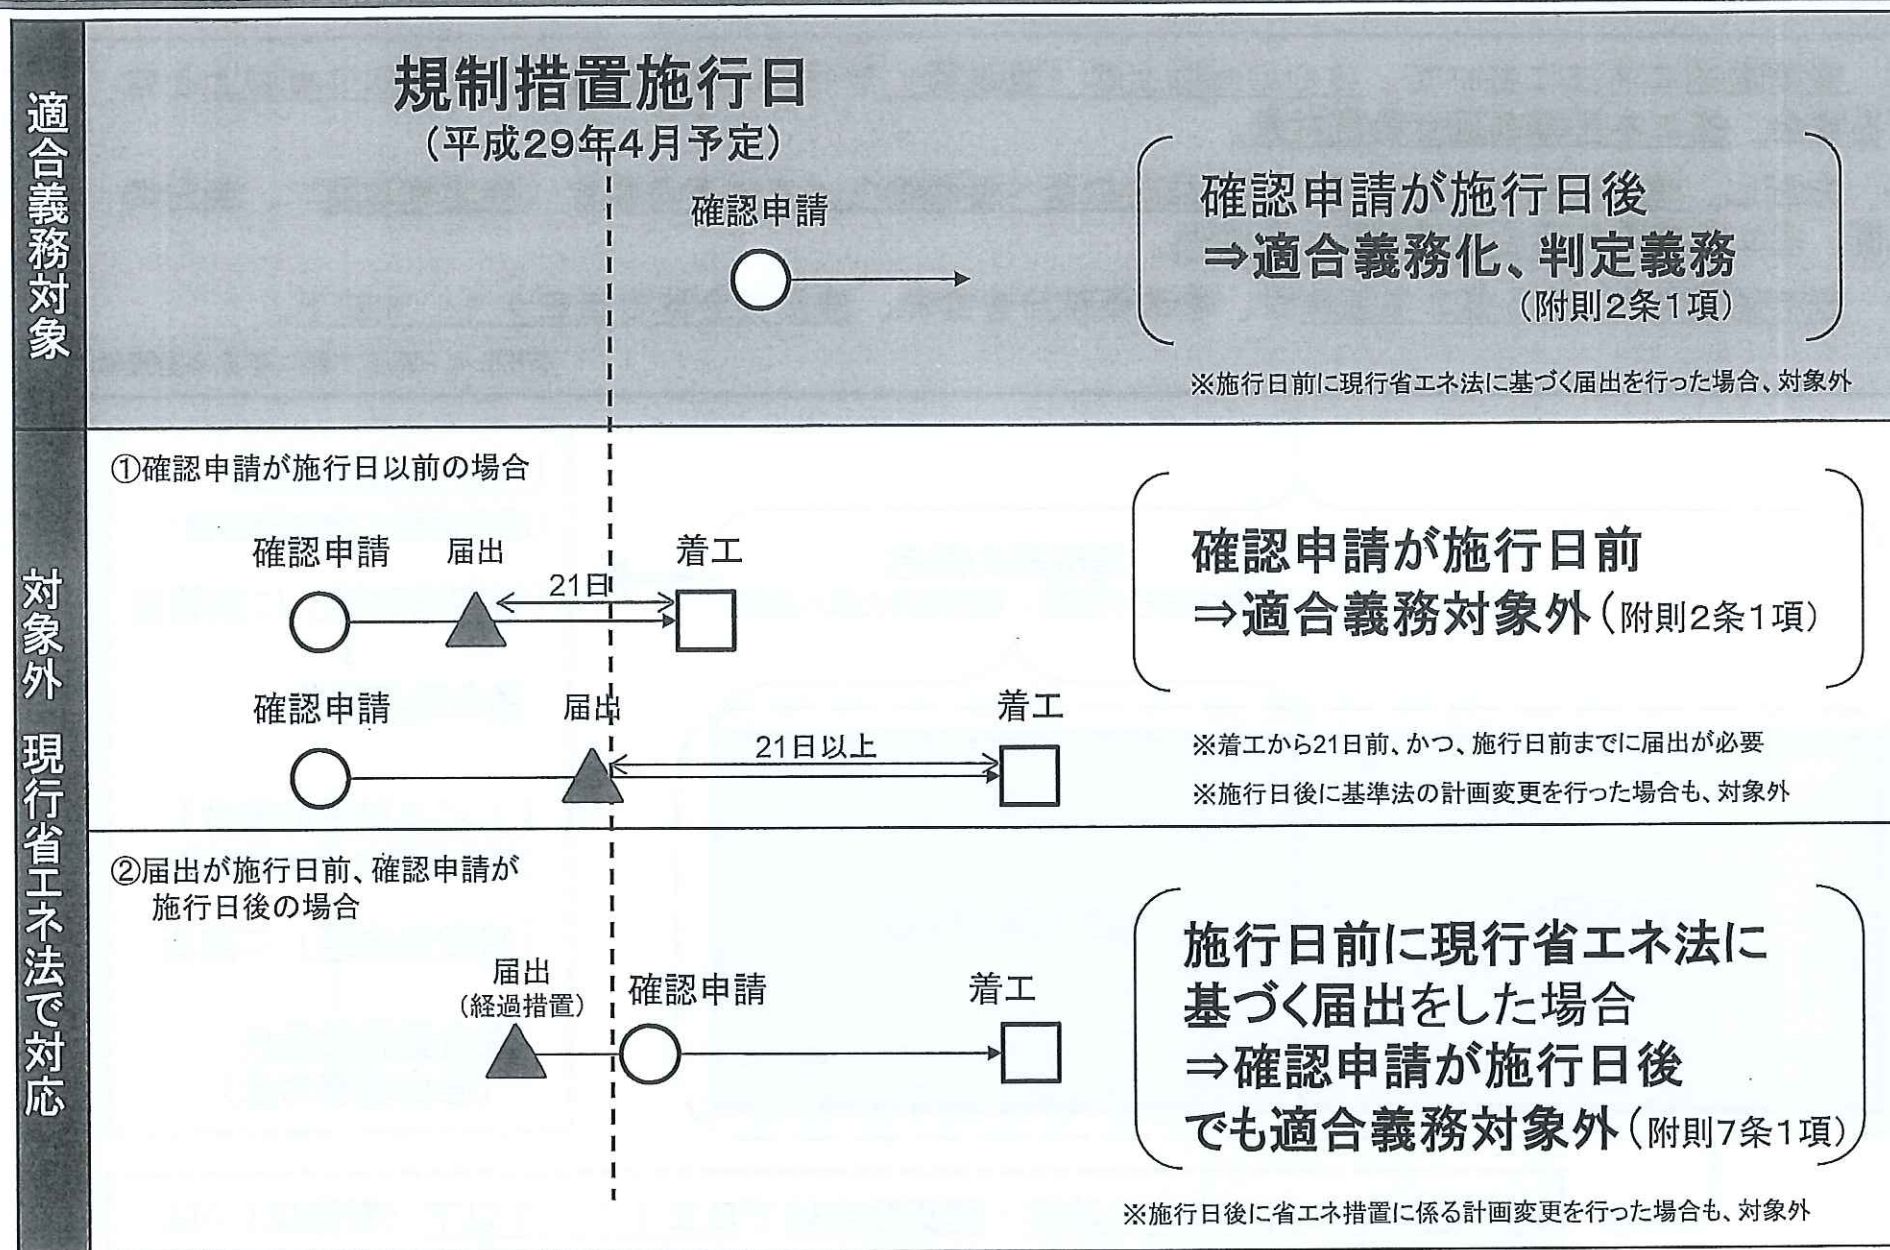 適合義務対象
規制措置施行日
(平成29年4月予定)
確認申請
確認申請が施行日後
⇒適合義務化、判定義務
(附則2条1項)
※施行日前に現行省エネ法に基づく届出を行った場合、対象外
対象外 現行省エネ法で対応
①確認申請が施行日以前の場合
確認申請
届出
21日
着工
確認申請
届出
21日以上
着工
確認申請が施行日前
⇒適合義務対象外(附則2条1項)
※着工から21日前、かつ、施行日前までに届出が必要
※施行日後に基準法の計画変更を行った場合も、対象外
②届出が施行日前、確認申請が
施行日後の場合
届出
(経過措置)
確認申請
着工
施行日前に現行省エネ法に
基づく届出をした場合
⇒確認申請が施行日後
でも適合義務対象外(附則7条1項)
※施行日後に省エネ措置に係る計画変更を行った場合も、対象外